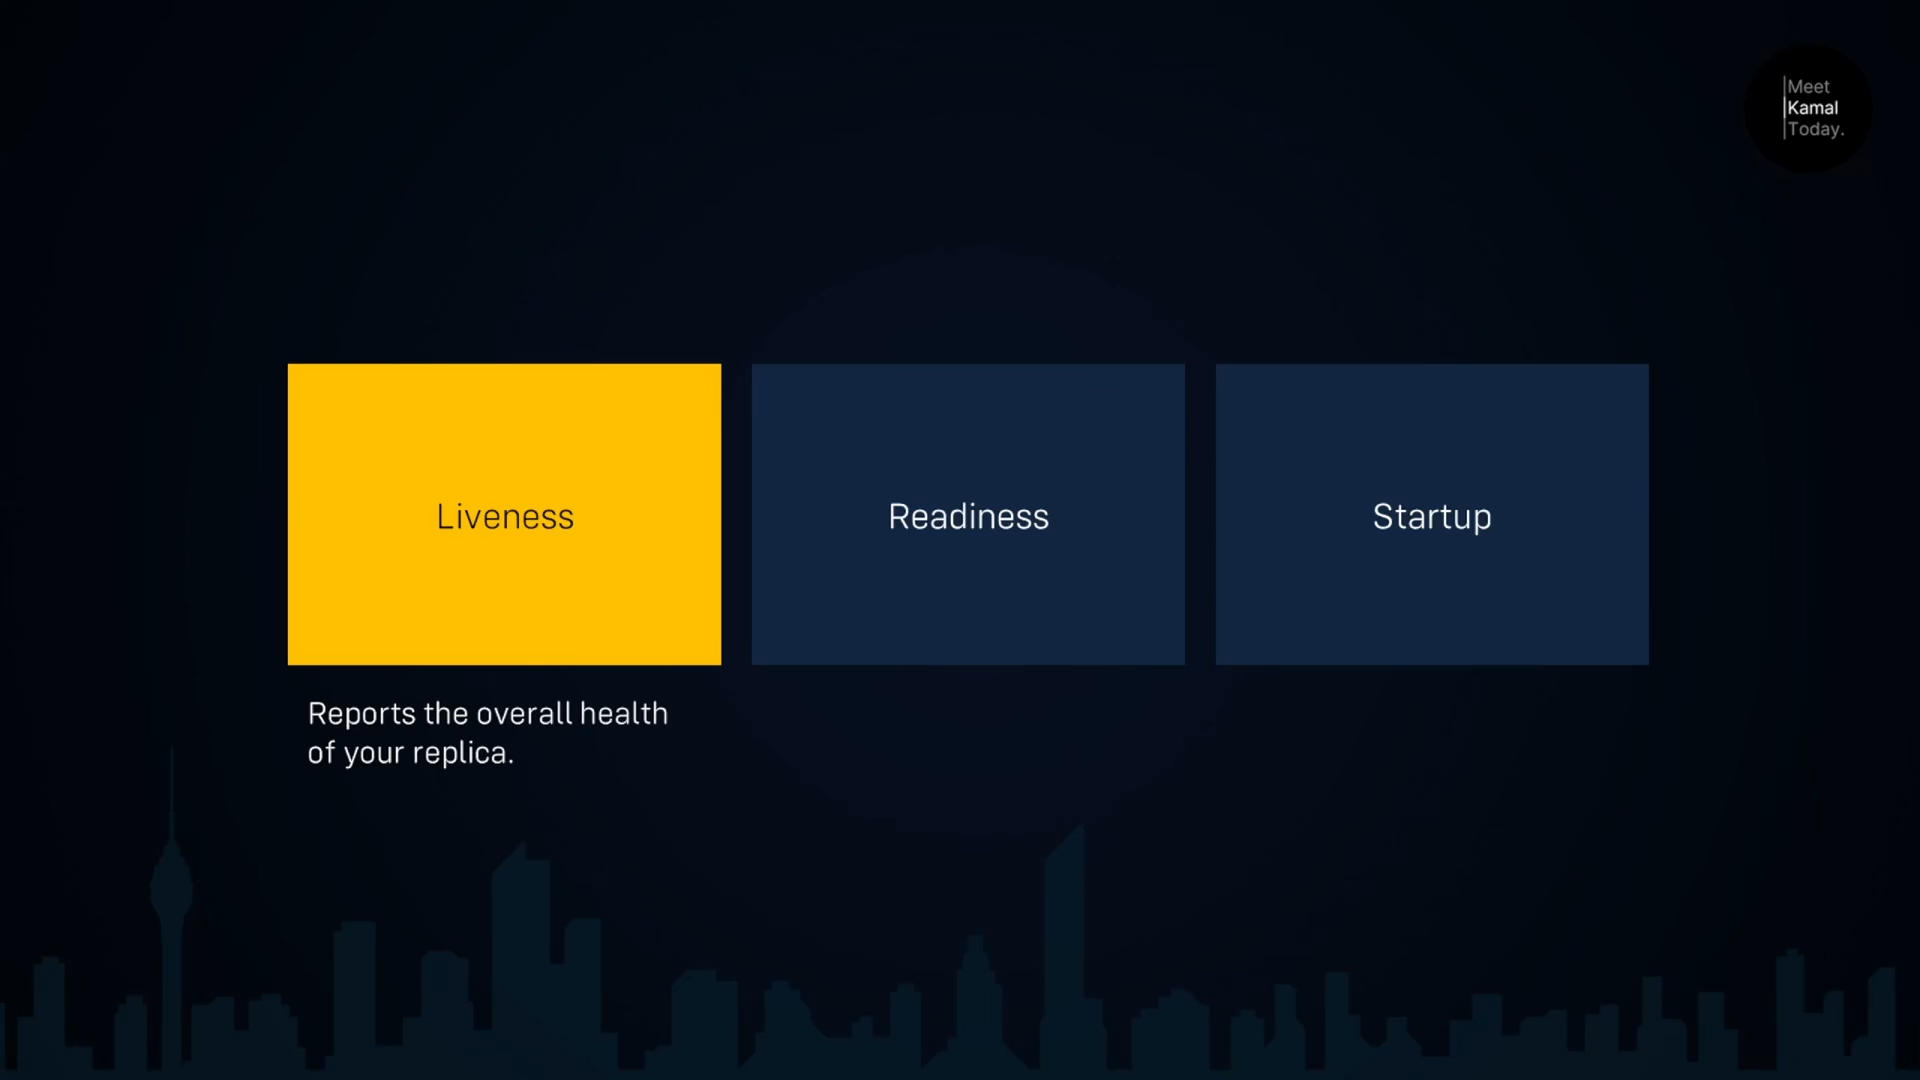 Meet
Kamal
Today.
Liveness
Readiness
Startup
Reports the overall health
of your replica.